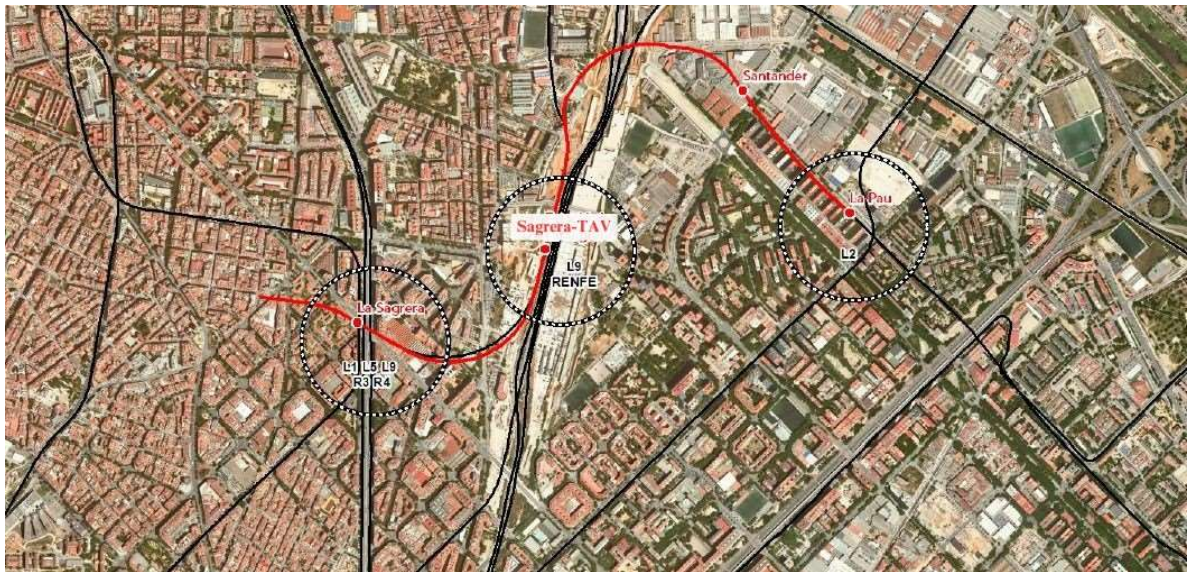 Santander
La Pau
Sagrera-TAV
L2
L9
RENFE
La Sagrera
L1 L5 L9
R3 R4